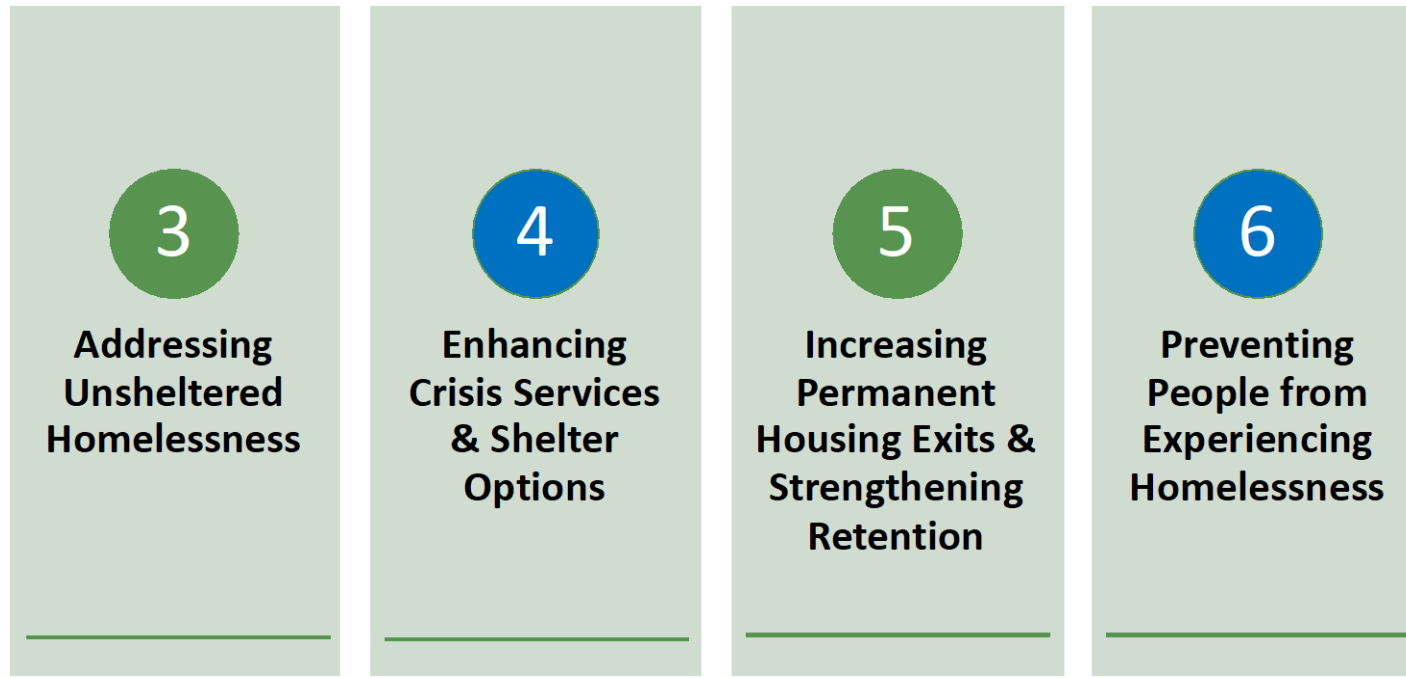 3
Addressing
Unsheltered
Homelessness
4
Enhancing
Crisis Services
& Shelter
Options
5
Increasing
Permanent
Housing Exits &
Strengthening
Retention
6
Preventing
People from
Experiencing
Homelessness